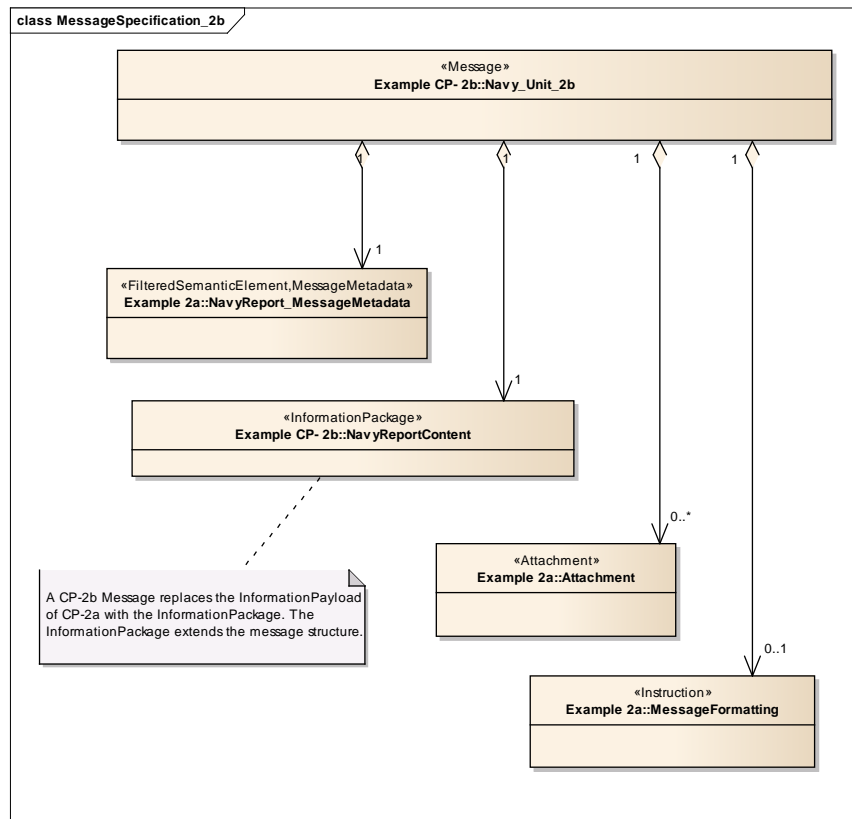 class MessageSpecification_2b
«Message»
Example CP- 2b::Navy_Unit_2b
1
1
1
1
1
«FilteredSemanticElement,MessageMetadata»
Example 2a::NavyReport_MessageMetadata
1
«InformationPackage»
Example CP- 2b::NavyReportContent
0..*
«Attachment»
Example 2a::Attachment
A CP-2b Message replaces the InformationPayload
of CP-2a with the InformationPackage. The
InformationPackage extends the message structure.
0..1
«Instruction»
Example 2a::MessageFormatting